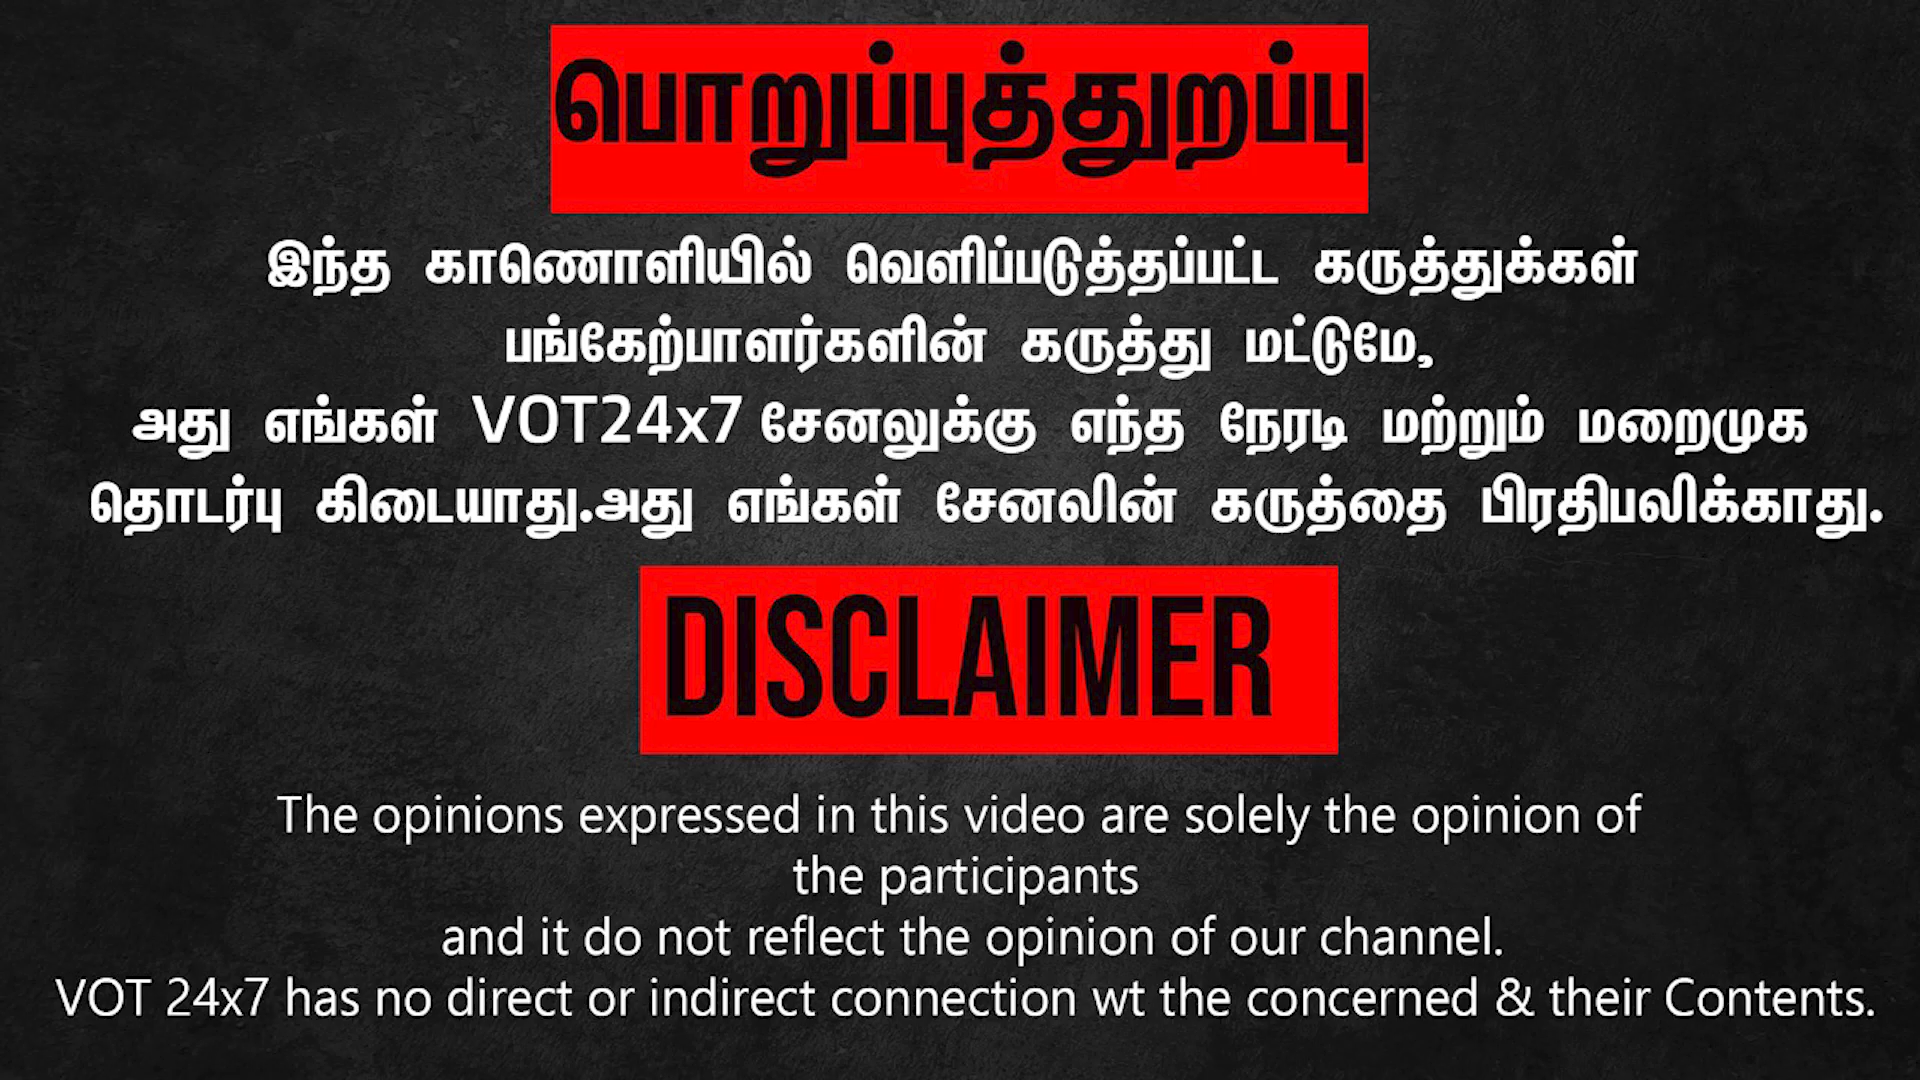 பொறுப்புத்துறப்பு
இந்த காணொளியில் வெளிப்படுத்தப்பட்ட கருத்துக்கள்
பங்கேற்பாளர்களின் கருத்து மட்டுமே,
அது எங்கள் VOT24x7 சேனலுக்கு எந்த நேரடி மற்றும் மறைமுக
தொடர்பு கிடையாது.அது எங்கள் சேனலின் கருத்தை பிரதிபலிக்காது.
DISCLAIMER
The opinions expressed in this video are solely the opinion of
the participants
and it do not reflect the opinion of our channel.
VOT 24x7 has no direct or indirect connection wt the concerned & their Contents.